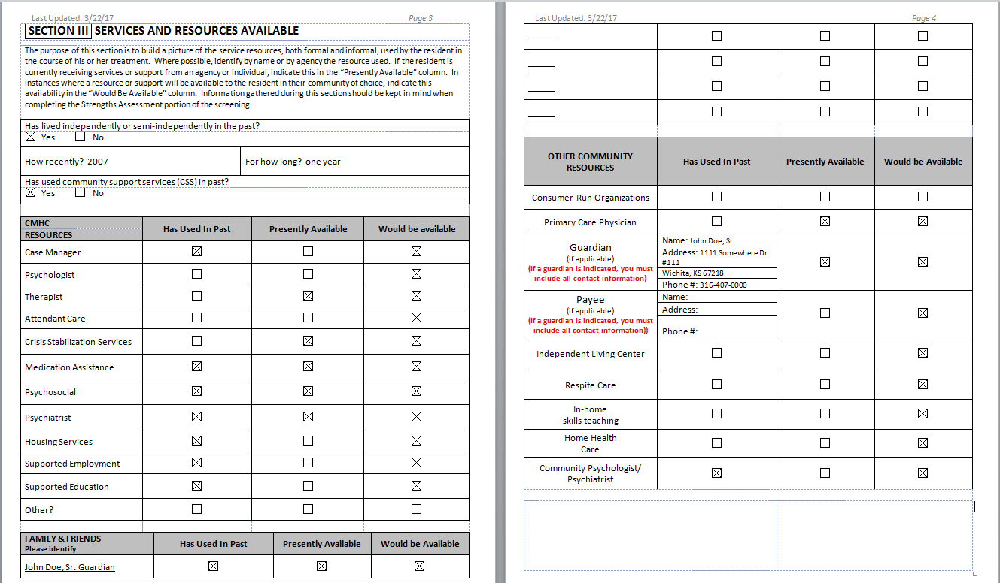 Last Updated: 3/22/17 Page 3
SECTION III SERVICES AND RESOURCES AVAILABLE
The purpose of this section is to build a picture of the service resources, both formal and informal, used by the resident in
the course of his or her treatment. Where possible, identify by name or by agency the resource used. If the resident is
currently receiving services or support from an agency or individual, indicate this in the “Presently Available” column. In
instances where a resource or support will be available to the resident in their community of choice, indicate this
availability in the “Would Be Available” column. Information gathered during this section should be kept in mind when
completing the Strengths Assessment portion of the screening.
Has lived independently or semi-independently in the past?
☒ Yes ☐ No
How recently? 2007 For how long? one year
Has used community support services (CSS) in past?
☒ Yes ☐ No
CMHC
RESOURCES Has Used In Past Presently Available Would be available
Case Manager ☒ ☐ ☒
Psychologist ☐ ☐ ☒
Therapist ☐ ☒ ☒
Attendant Care ☐ ☐ ☒
Crisis Stabilization Services ☐ ☒ ☒
Medication Assistance ☒ ☒ ☒
Psychosocial ☒ ☒ ☒
Psychiatrist ☒ ☒ ☒
Housing Services ☒ ☐ ☒
Supported Employment ☒ ☐ ☒
Supported Education ☒ ☐ ☒
Other? ☐ ☐ ☐
FAMILY & FRIENDS
Please identify Has Used In Past Presently Available Would be Available
John Doe, Sr. Guardian ☒ ☒ ☒
Last Updated: 3/22/17 Page 4
_____ ☐ ☐ ☐
_____ ☐ ☐ ☐
_____ ☐ ☐ ☐
_____ ☐ ☐ ☐
OTHER COMMUNITY
RESOURCES Has Used In Past Presently Available Would be Available
Consumer-Run Organizations ☐ ☐ ☐
Primary Care Physician ☐ ☒ ☒
Guardian
(if applicable)
(If a guardian is indicated, you must
include all contact information)
Name: John Doe, Sr.
Address: 1111 Somewhere Dr.
#111
Wichita, KS 67218
Phone #: 316-407-0000
☒ ☒
Payee
(if applicable)
(If a guardian is indicated, you must
include all contact information))
Name:
Address:
Phone #:
☐ ☒
Independent Living Center ☐ ☐ ☒
Respite Care ☐ ☐ ☒
In-home
skills teaching ☐ ☐ ☒
Home Health
Care ☐ ☐ ☒
Community Psychologist/
Psychiatrist ☒ ☐ ☒